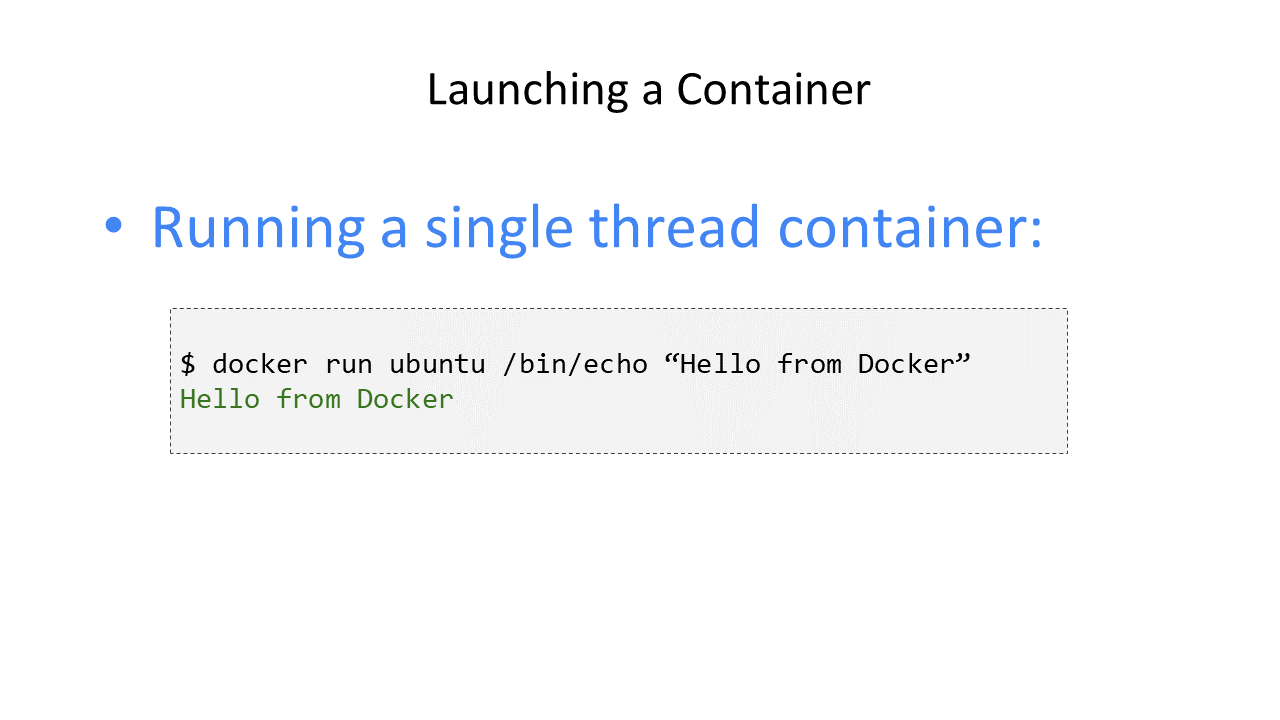 Launching a Container
• Running a single thread container:
$ docker run ubuntu /bin/echo “Hello from Docker”
Hello from Docker